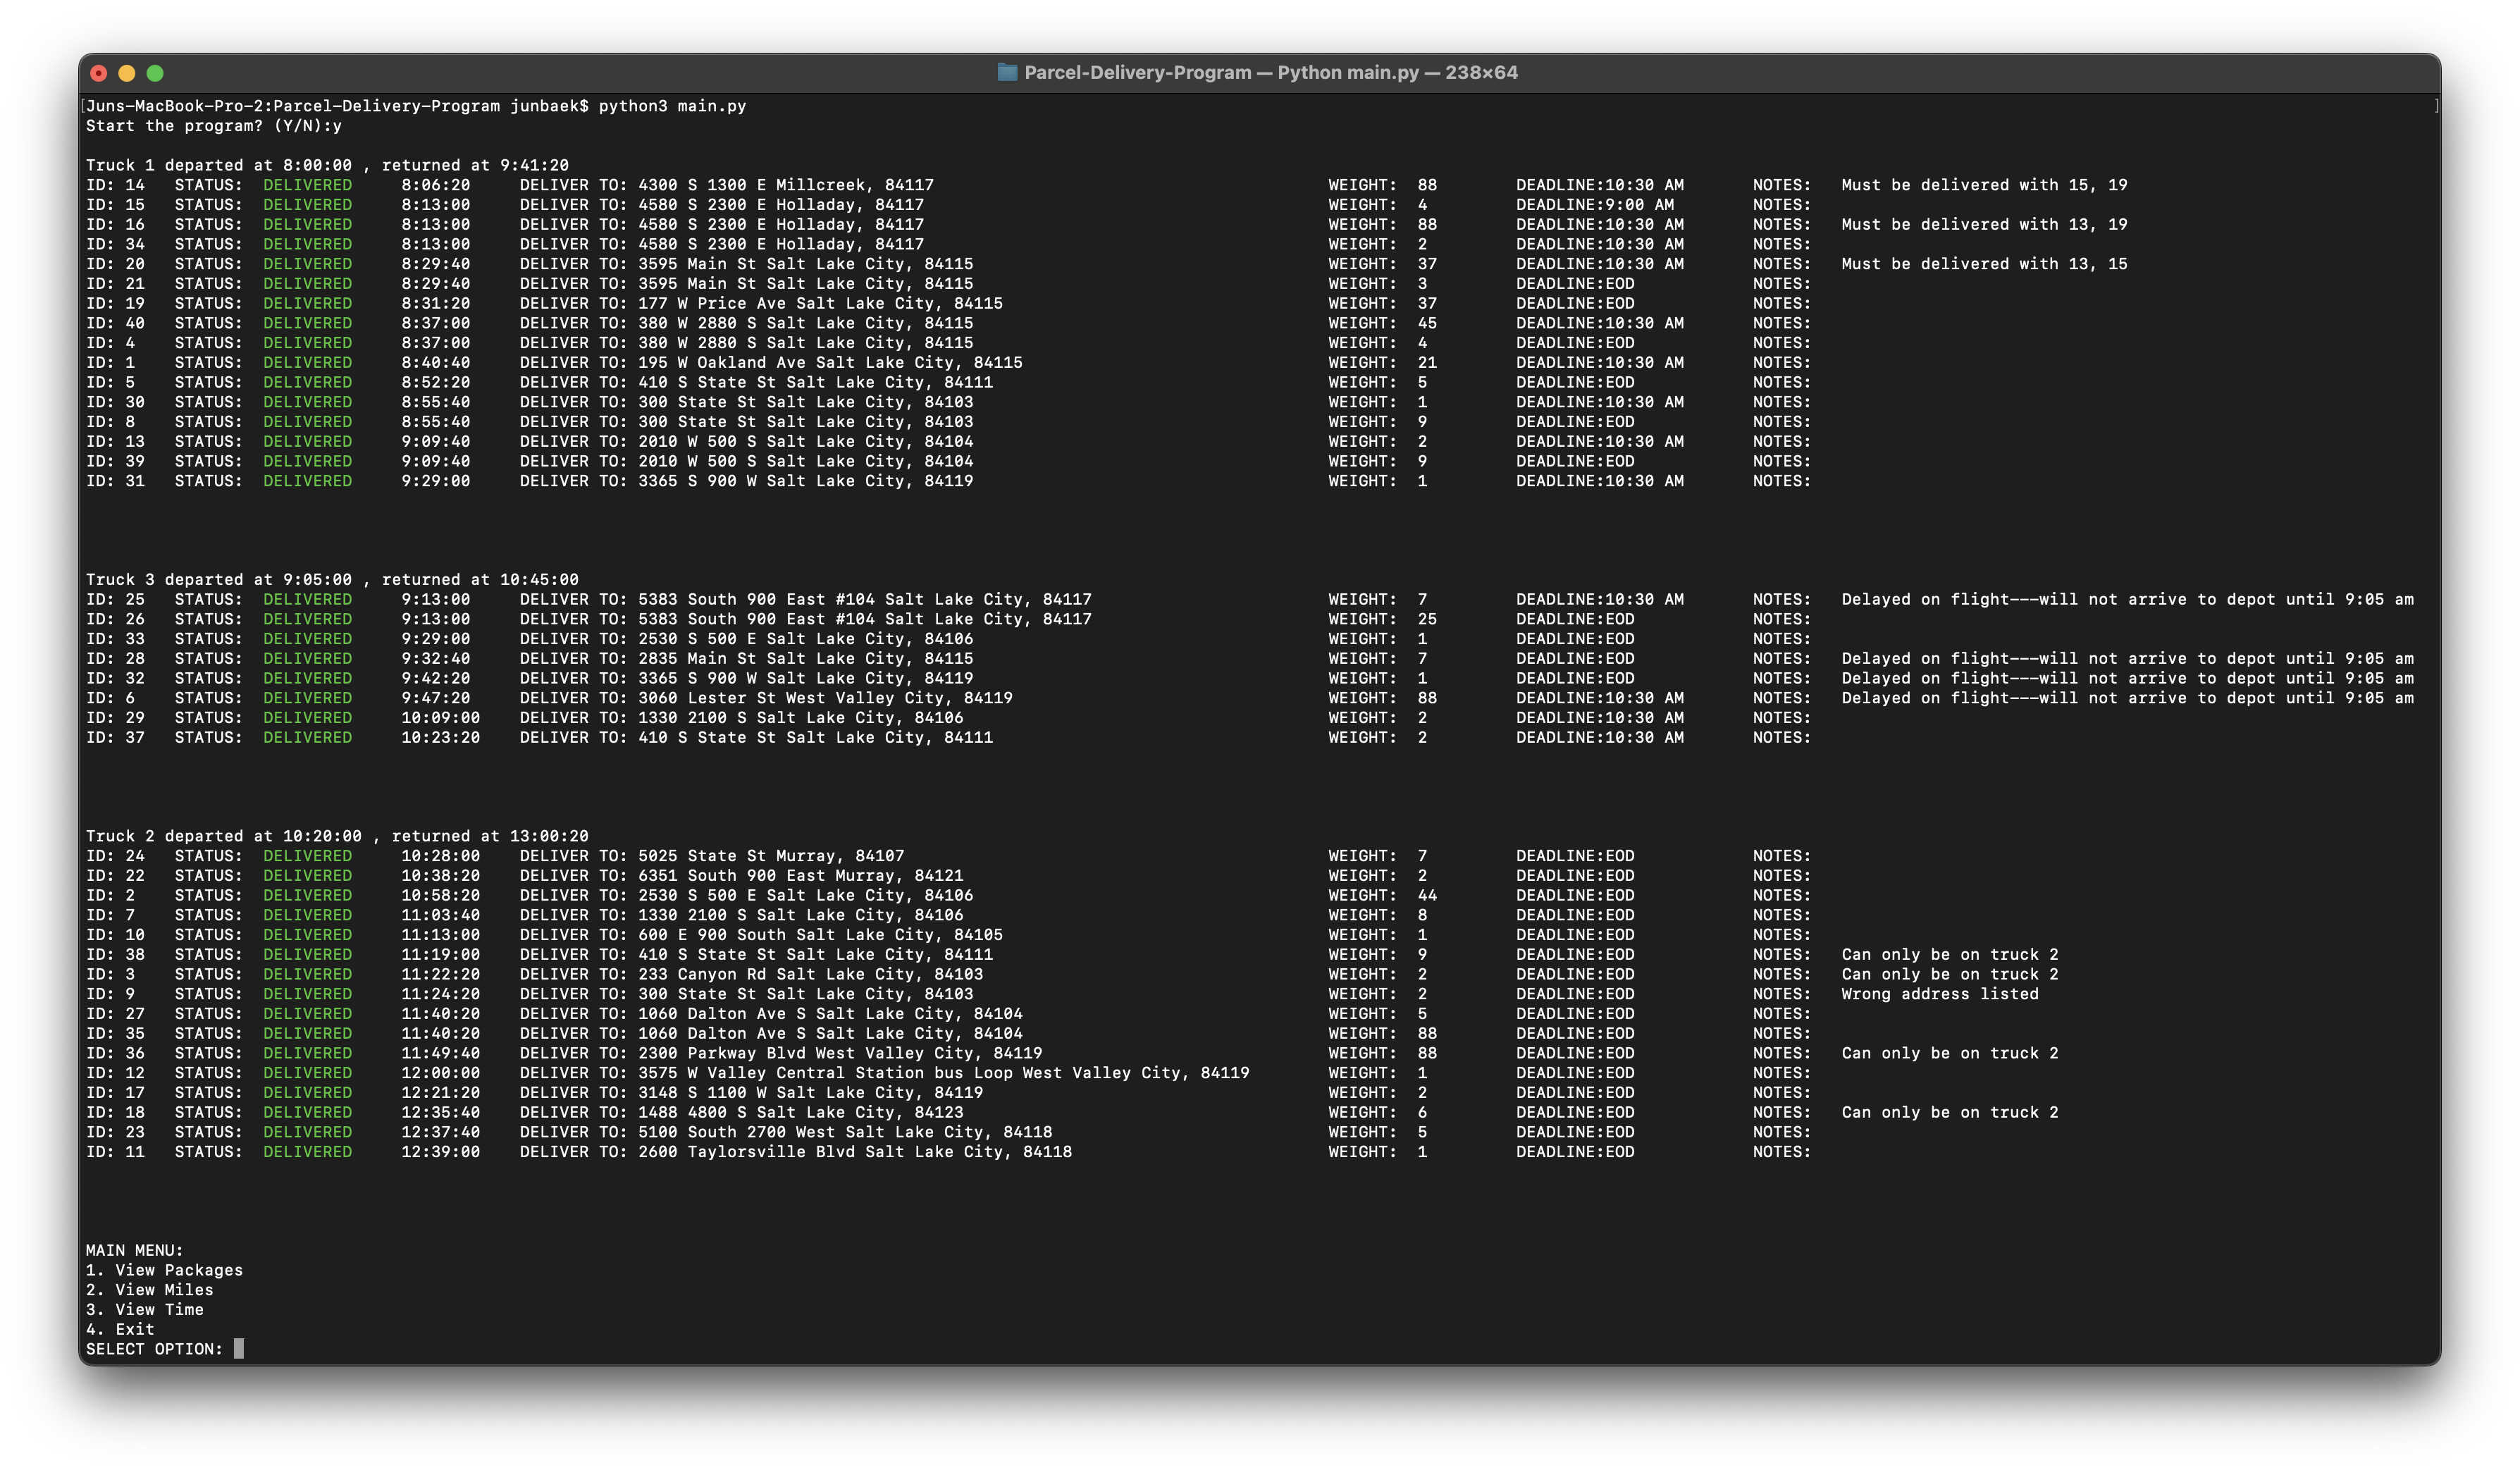 Parcel-Delivery-Program — Python main.py — 238×64
[Juns-MacBook-Pro-2:Parcel-Delivery-Program junbaek$ python3 main.py ]
Start the program? (Y/N):y
Truck 1 departed at 8:00:00 , returned at 9:41:20
ID: 14 STATUS: DELIVERED 8:06:20 DELIVER TO: 4300 S 1300 E Millcreek, 84117 WEIGHT: 88 DEADLINE:10:30 AM NOTES: Must be delivered with 15, 19
ID: 15 STATUS: DELIVERED 8:13:00 DELIVER TO: 4580 S 2300 E Holladay, 84117 WEIGHT: 4 DEADLINE:9:00 AM NOTES:
ID: 16 STATUS: DELIVERED 8:13:00 DELIVER TO: 4580 S 2300 E Holladay, 84117 WEIGHT: 88 DEADLINE:10:30 AM NOTES: Must be delivered with 13, 19
ID: 34 STATUS: DELIVERED 8:13:00 DELIVER TO: 4580 S 2300 E Holladay, 84117 WEIGHT: 2 DEADLINE:10:30 AM NOTES:
ID: 20 STATUS: DELIVERED 8:29:40 DELIVER TO: 3595 Main St Salt Lake City, 84115 WEIGHT: 37 DEADLINE:10:30 AM NOTES: Must be delivered with 13, 15
ID: 21 STATUS: DELIVERED 8:29:40 DELIVER TO: 3595 Main St Salt Lake City, 84115 WEIGHT: 3 DEADLINE:EOD NOTES:
ID: 19 STATUS: DELIVERED 8:31:20 DELIVER TO: 177 W Price Ave Salt Lake City, 84115 WEIGHT: 37 DEADLINE:EOD NOTES:
ID: 40 STATUS: DELIVERED 8:37:00 DELIVER TO: 380 W 2880 S Salt Lake City, 84115 WEIGHT: 45 DEADLINE:10:30 AM NOTES:
ID: 4 STATUS: DELIVERED 8:37:00 DELIVER TO: 380 W 2880 S Salt Lake City, 84115 WEIGHT: 4 DEADLINE:EOD NOTES:
ID: 1 STATUS: DELIVERED 8:40:40 DELIVER TO: 195 W Oakland Ave Salt Lake City, 84115 WEIGHT: 21 DEADLINE:10:30 AM NOTES:
ID: 5 STATUS: DELIVERED 8:52:20 DELIVER TO: 410 S State St Salt Lake City, 84111 WEIGHT: 5 DEADLINE:EOD NOTES:
ID: 30 STATUS: DELIVERED 8:55:40 DELIVER TO: 300 State St Salt Lake City, 84103 WEIGHT: 1 DEADLINE:10:30 AM NOTES:
ID: 8 STATUS: DELIVERED 8:55:40 DELIVER TO: 300 State St Salt Lake City, 84103 WEIGHT: 9 DEADLINE:EOD NOTES:
ID: 13 STATUS: DELIVERED 9:09:40 DELIVER TO: 2010 W 500 S Salt Lake City, 84104 WEIGHT: 2 DEADLINE:10:30 AM NOTES:
ID: 39 STATUS: DELIVERED 9:09:40 DELIVER TO: 2010 W 500 S Salt Lake City, 84104 WEIGHT: 9 DEADLINE:EOD NOTES:
ID: 31 STATUS: DELIVERED 9:29:00 DELIVER TO: 3365 S 900 W Salt Lake City, 84119 WEIGHT: 1 DEADLINE:10:30 AM NOTES:
Truck 3 departed at 9:05:00 , returned at 10:45:00
ID: 25 STATUS: DELIVERED 9:13:00 DELIVER TO: 5383 South 900 East #104 Salt Lake City, 84117 WEIGHT: 7 DEADLINE:10:30 AM NOTES: Delayed on flight---will not arrive to depot until 9:05 am
ID: 26 STATUS: DELIVERED 9:13:00 DELIVER TO: 5383 South 900 East #104 Salt Lake City, 84117 WEIGHT: 25 DEADLINE:EOD NOTES:
ID: 33 STATUS: DELIVERED 9:29:00 DELIVER TO: 2530 S 500 E Salt Lake City, 84106 WEIGHT: 1 DEADLINE:EOD NOTES:
ID: 28 STATUS: DELIVERED 9:32:40 DELIVER TO: 2835 Main St Salt Lake City, 84115 WEIGHT: 7 DEADLINE:EOD NOTES: Delayed on flight---will not arrive to depot until 9:05 am
ID: 32 STATUS: DELIVERED 9:42:20 DELIVER TO: 3365 S 900 W Salt Lake City, 84119 WEIGHT: 1 DEADLINE:EOD NOTES: Delayed on flight---will not arrive to depot until 9:05 am
ID: 6 STATUS: DELIVERED 9:47:20 DELIVER TO: 3060 Lester St West Valley City, 84119 WEIGHT: 88 DEADLINE:10:30 AM NOTES: Delayed on flight---will not arrive to depot until 9:05 am
ID: 29 STATUS: DELIVERED 10:09:00 DELIVER TO: 1330 2100 S Salt Lake City, 84106 WEIGHT: 2 DEADLINE:10:30 AM NOTES:
ID: 37 STATUS: DELIVERED 10:23:20 DELIVER TO: 410 S State St Salt Lake City, 84111 WEIGHT: 2 DEADLINE:10:30 AM NOTES:
Truck 2 departed at 10:20:00 , returned at 13:00:20
ID: 24 STATUS: DELIVERED 10:28:00 DELIVER TO: 5025 State St Murray, 84107 WEIGHT: 7 DEADLINE:EOD NOTES:
ID: 22 STATUS: DELIVERED 10:38:20 DELIVER TO: 6351 South 900 East Murray, 84121 WEIGHT: 2 DEADLINE:EOD NOTES:
ID: 2 STATUS: DELIVERED 10:58:20 DELIVER TO: 2530 S 500 E Salt Lake City, 84106 WEIGHT: 44 DEADLINE:EOD NOTES:
ID: 7 STATUS: DELIVERED 11:03:40 DELIVER TO: 1330 2100 S Salt Lake City, 84106 WEIGHT: 8 DEADLINE:EOD NOTES:
ID: 10 STATUS: DELIVERED 11:13:00 DELIVER TO: 600 E 900 South Salt Lake City, 84105 WEIGHT: 1 DEADLINE:EOD NOTES:
ID: 38 STATUS: DELIVERED 11:19:00 DELIVER TO: 410 S State St Salt Lake City, 84111 WEIGHT: 9 DEADLINE:EOD NOTES: Can only be on truck 2
ID: 3 STATUS: DELIVERED 11:22:20 DELIVER TO: 233 Canyon Rd Salt Lake City, 84103 WEIGHT: 2 DEADLINE:EOD NOTES: Can only be on truck 2
ID: 9 STATUS: DELIVERED 11:24:20 DELIVER TO: 300 State St Salt Lake City, 84103 WEIGHT: 2 DEADLINE:EOD NOTES: Wrong address listed
ID: 27 STATUS: DELIVERED 11:40:20 DELIVER TO: 1060 Dalton Ave S Salt Lake City, 84104 WEIGHT: 5 DEADLINE:EOD NOTES:
ID: 35 STATUS: DELIVERED 11:40:20 DELIVER TO: 1060 Dalton Ave S Salt Lake City, 84104 WEIGHT: 88 DEADLINE:EOD NOTES:
ID: 36 STATUS: DELIVERED 11:49:40 DELIVER TO: 2300 Parkway Blvd West Valley City, 84119 WEIGHT: 88 DEADLINE:EOD NOTES: Can only be on truck 2
ID: 12 STATUS: DELIVERED 12:00:00 DELIVER TO: 3575 W Valley Central Station bus Loop West Valley City, 84119 WEIGHT: 1 DEADLINE:EOD NOTES:
ID: 17 STATUS: DELIVERED 12:21:20 DELIVER TO: 3148 S 1100 W Salt Lake City, 84119 WEIGHT: 2 DEADLINE:EOD NOTES:
ID: 18 STATUS: DELIVERED 12:35:40 DELIVER TO: 1488 4800 S Salt Lake City, 84123 WEIGHT: 6 DEADLINE:EOD NOTES: Can only be on truck 2
ID: 23 STATUS: DELIVERED 12:37:40 DELIVER TO: 5100 South 2700 West Salt Lake City, 84118 WEIGHT: 5 DEADLINE:EOD NOTES:
ID: 11 STATUS: DELIVERED 12:39:00 DELIVER TO: 2600 Taylorsville Blvd Salt Lake City, 84118 WEIGHT: 1 DEADLINE:EOD NOTES:
MAIN MENU:
1. View Packages
2. View Miles
3. View Time
4. Exit
SELECT OPTION: